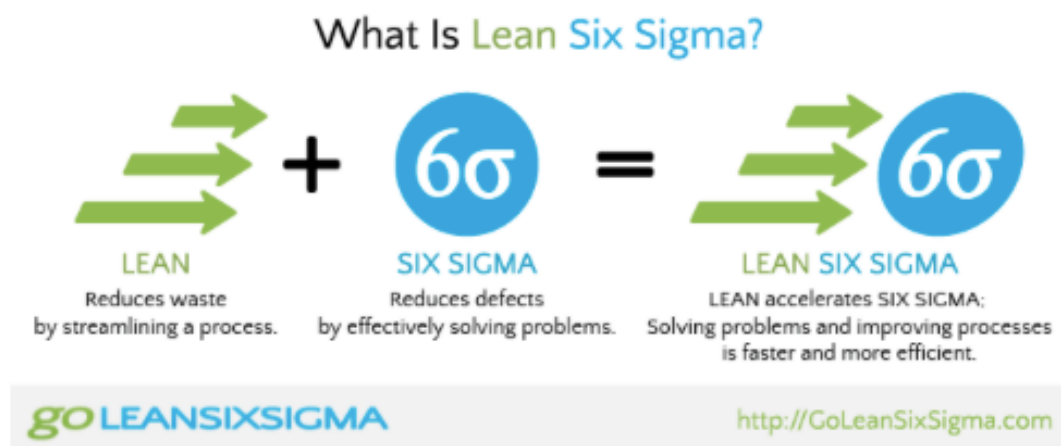 What Is Lean Six Sigma?
+
6σ
=
6σ
LEAN
Reduces waste
by streamlining a process.
SIX SIGMA
Reduces defects
by effectively solving problems.
LEAN SIX SIGMA
LEAN accelerates SIX SIGMA;
Solving problems and improving processes
is faster and more efficient.
go LEANSIXSIGMA
http://GoLeanSixSigma.com